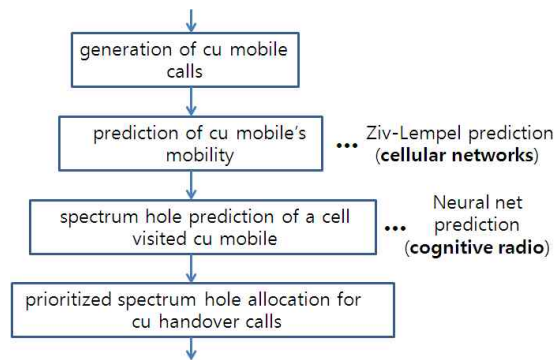 generation of cu mobile
calls
prediction of cu mobile's
mobility
... Ziv-Lempel prediction
(cellular networks)
spectrum hole prediction of a cell
visited cu mobile
... Neural net
prediction
(cognitive radio)
prioritized spectrum hole allocation for
cu handover calls